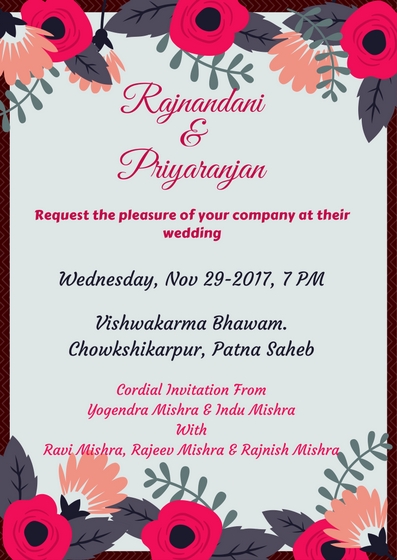 Rajnandani
&
Priyaranjan
Request the pleasure of your company at their
wedding
Wednesday, Nov 29-2017, 7 PM
Vishwakarma Bhawam.
Chowkshikarpur, Patna Saheb
Cordial Invitation From
Yogendra Mishra & Indu Mishra
With
Ravi Mishra, Rajeev Mishra & Rajnish Mishra